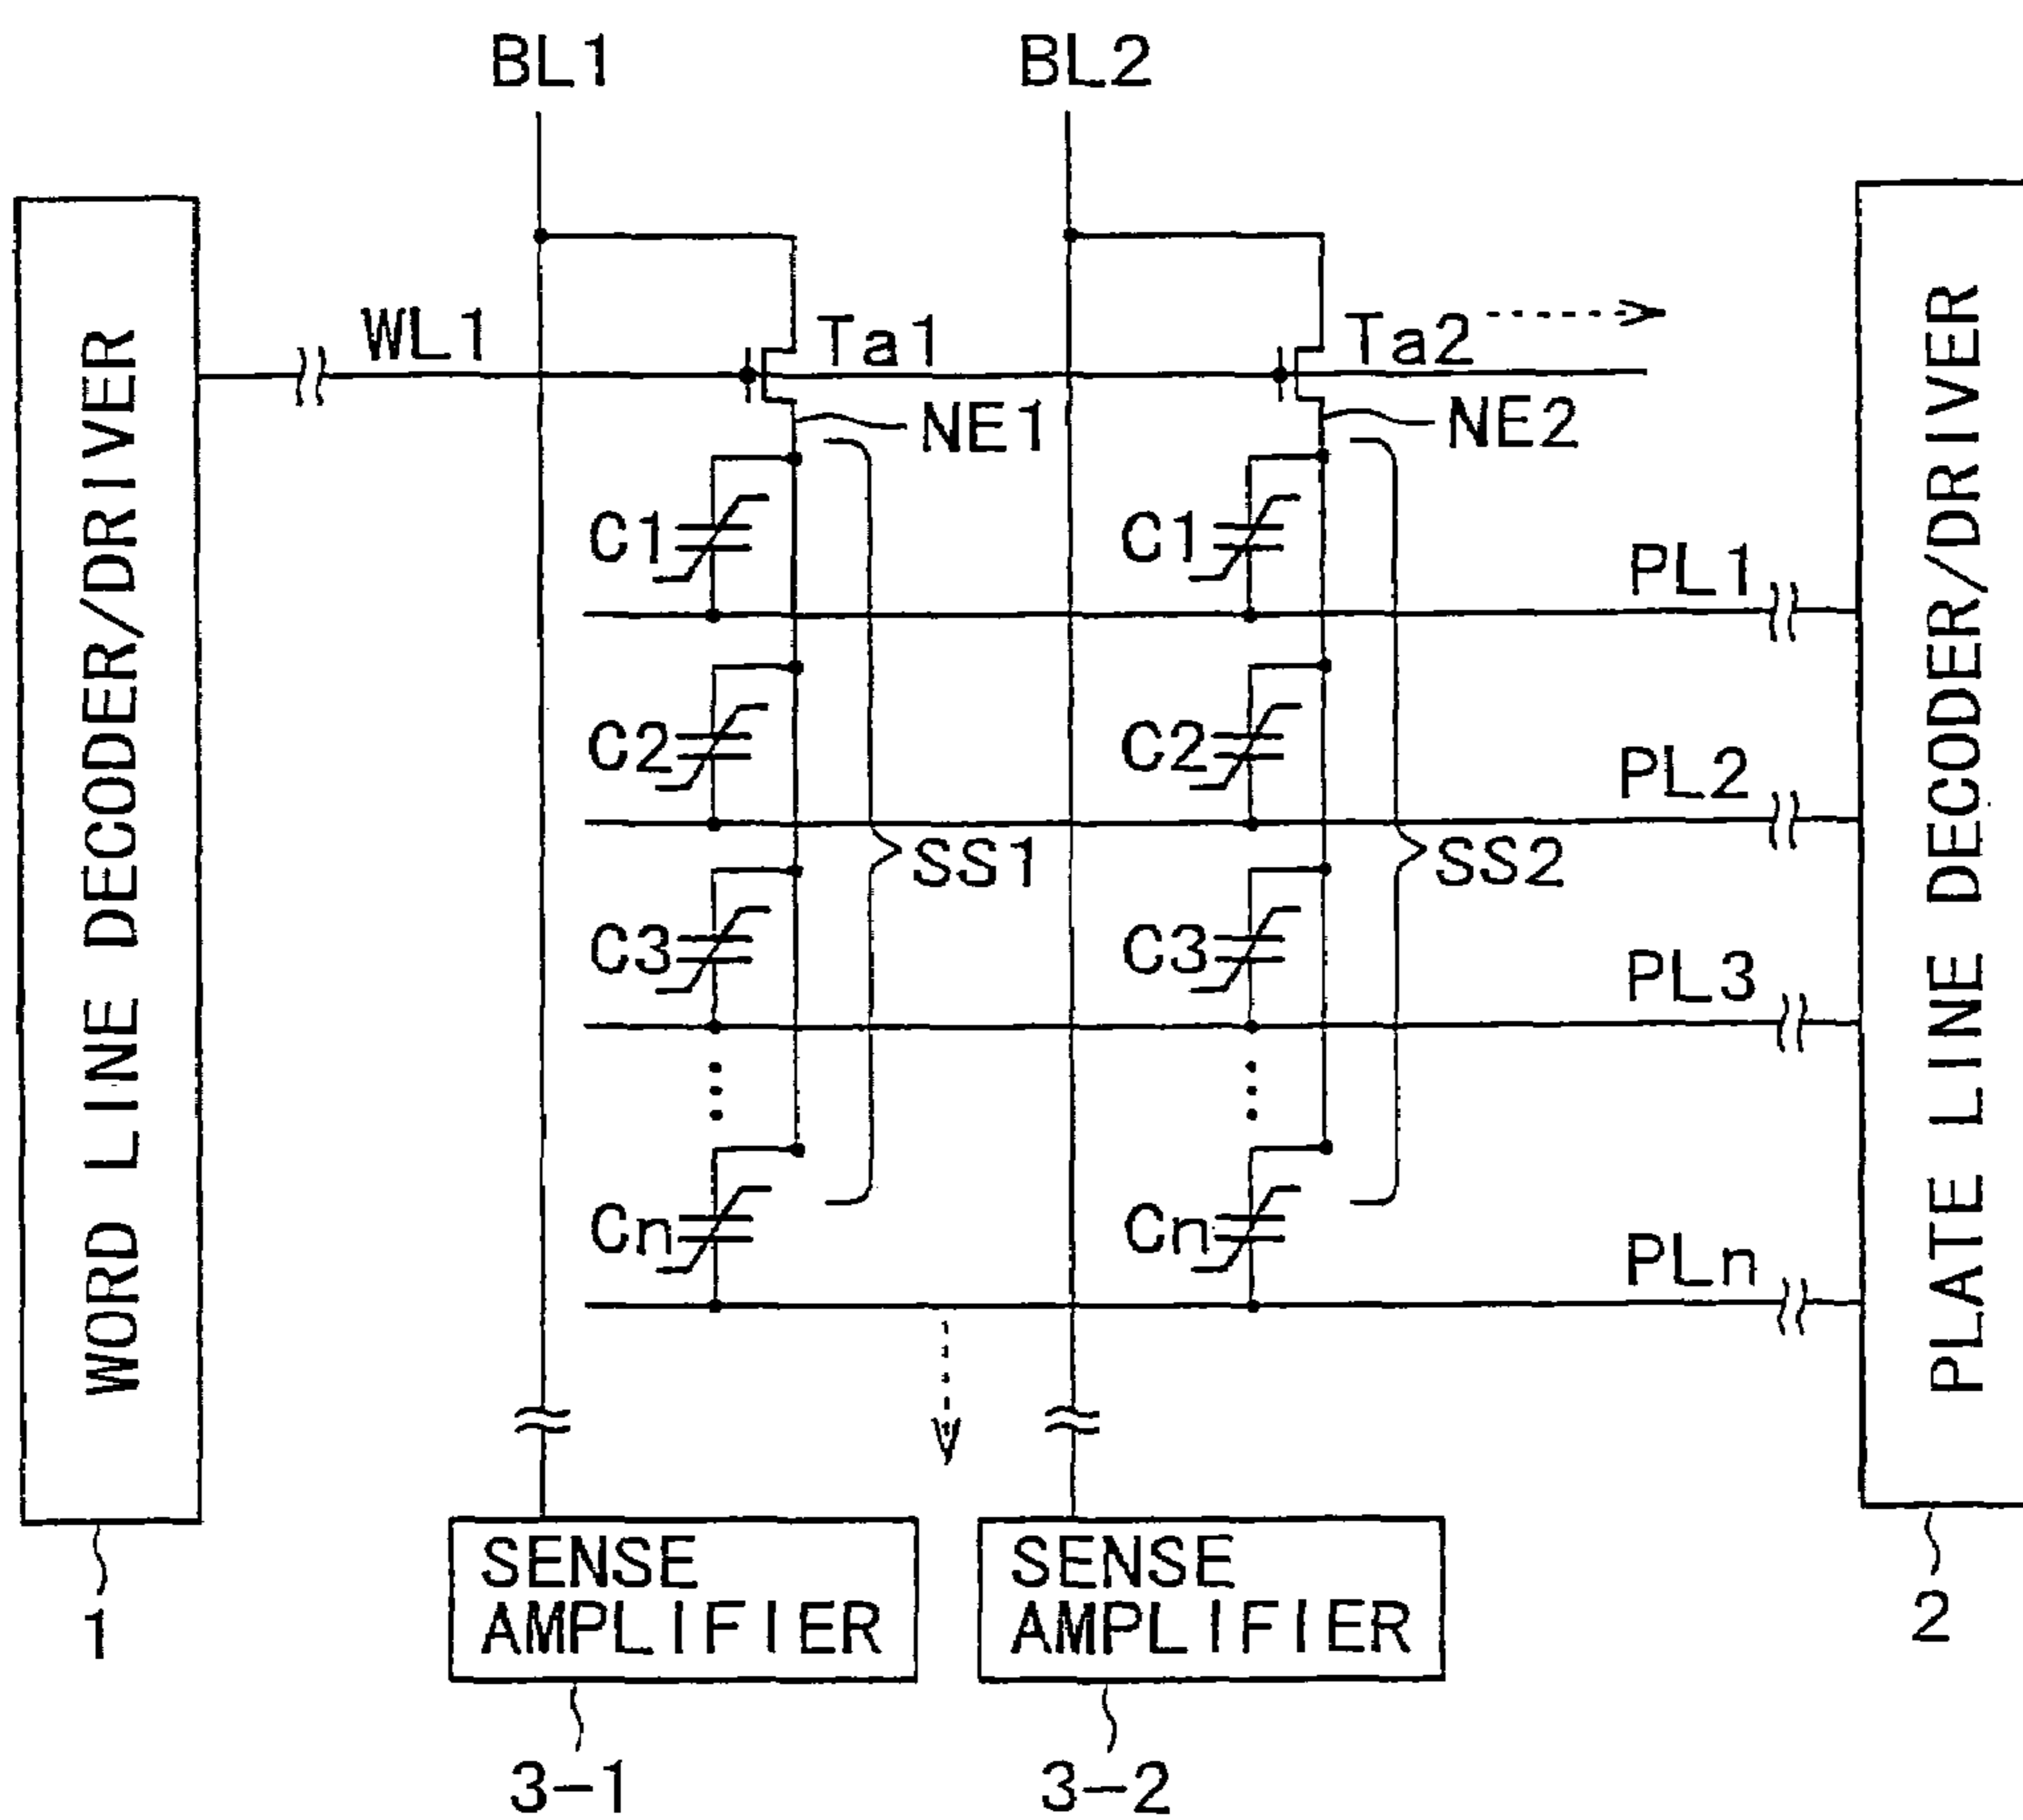 BL1 BL2
WORD LINE DECODER/DRIVER
PLATE LINE DECODER/DRIVER
WL1 Ta1 Ta2
NE1 NE2
C1 C1 PL1
C2 C2 PL2
SS1 SS2
C3 C3 PL3
Cn Cn PLn
SENSE AMPLIFIER
SENSE AMPLIFIER
1 2
3-1 3-2